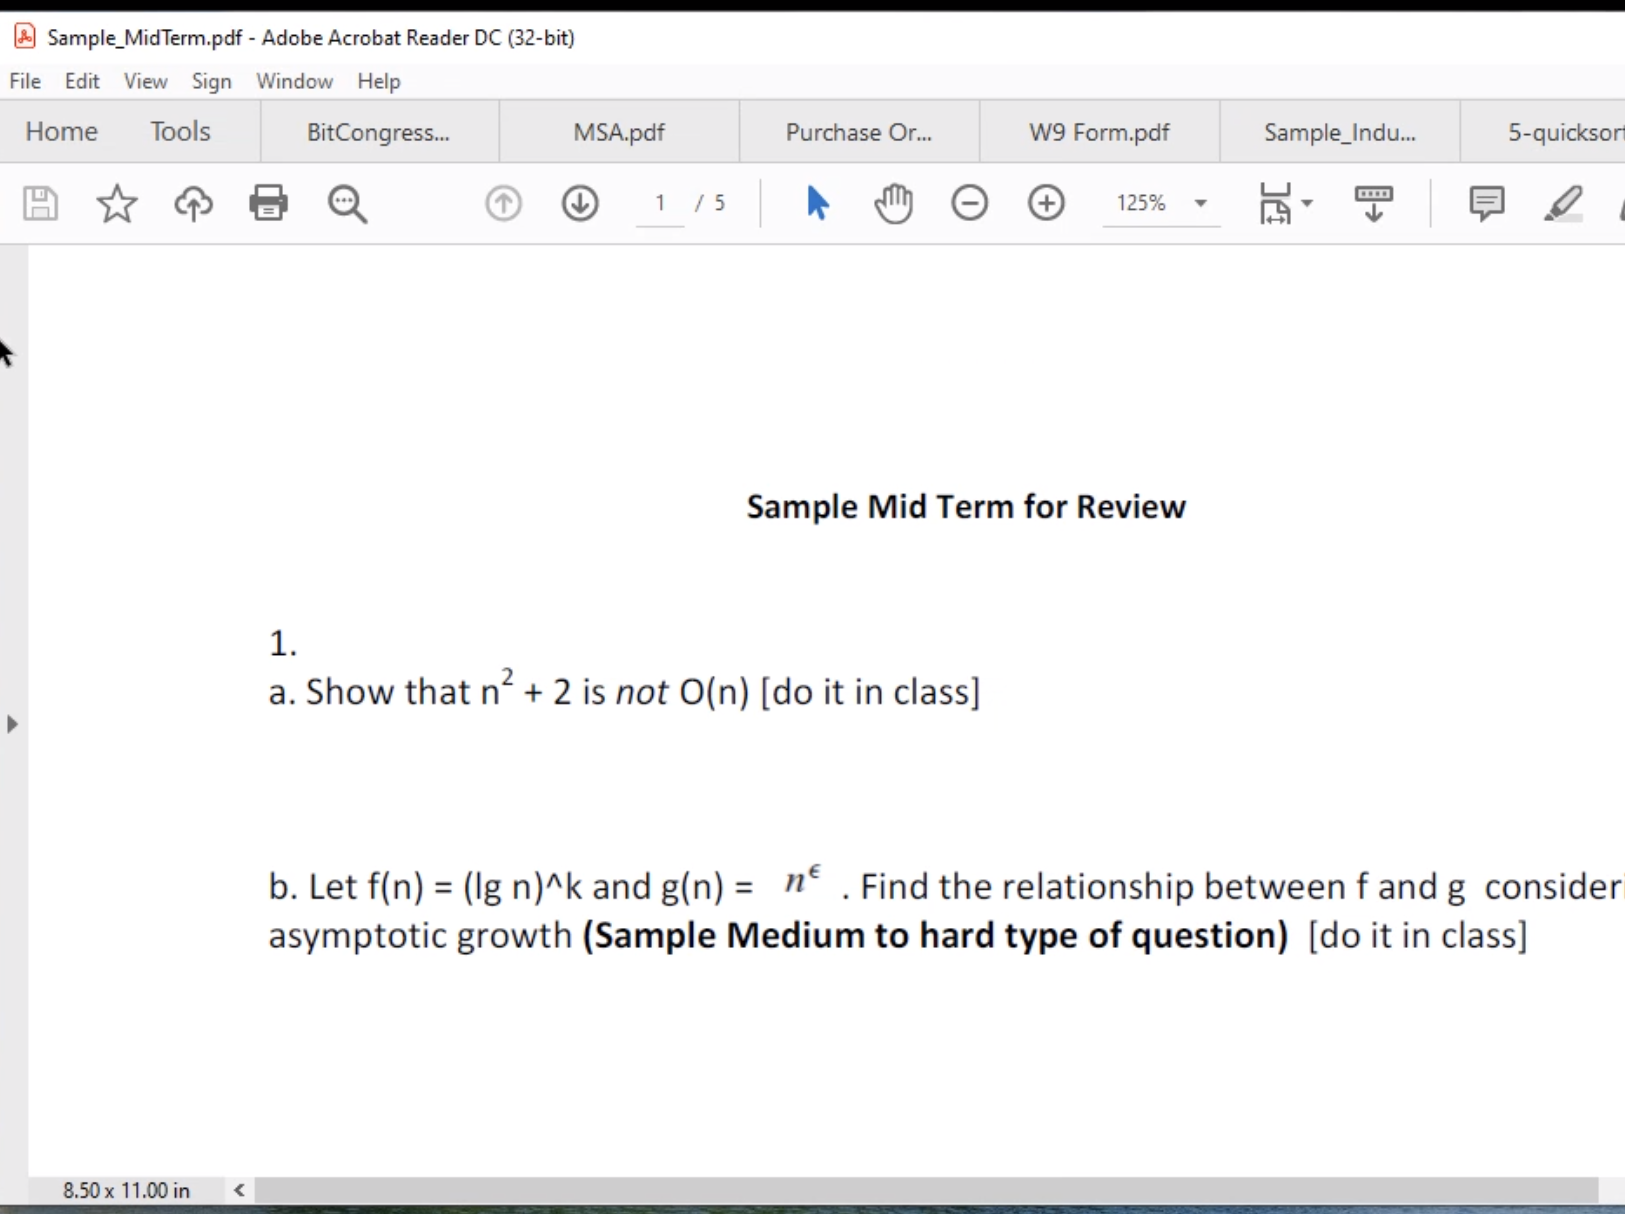 Sample_MidTerm.pdf - Adobe Acrobat Reader DC (32-bit)
File Edit View Sign Window Help
Home Tools BitCongress... MSA.pdf Purchase Or... W9 Form.pdf Sample_Indu... 5-quicksort
1 / 5 125%
Sample Mid Term for Review
1.
a. Show that n² + 2 is not O(n) [do it in class]
b. Let f(n) = (lg n)^k and g(n) = n^ϵ . Find the relationship between f and g consideri
asymptotic growth (Sample Medium to hard type of question) [do it in class]
8.50 x 11.00 in